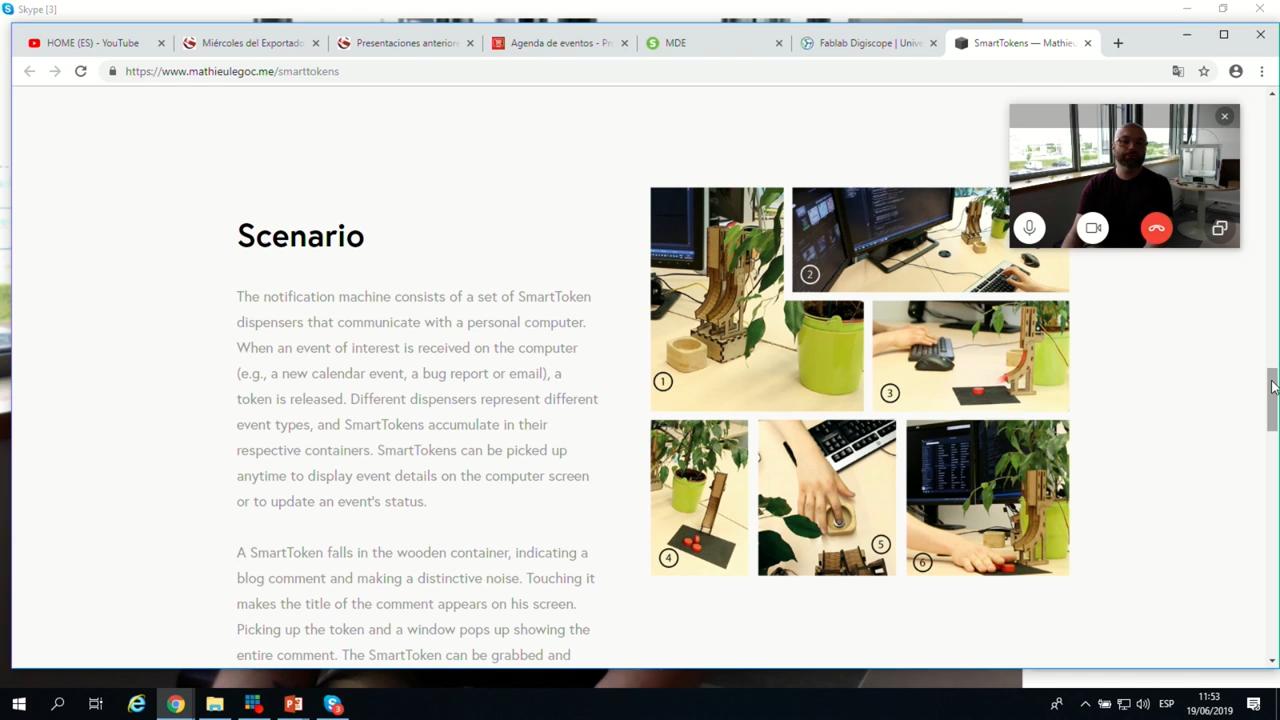 Skype [3]
HOME (ES) - YouTube
Miércoles del Exportado
Presentaciones anteriore
Agenda de eventos - Pr
MDE
Fablab Digiscope | Unive
SmartTokens — Mathieu
https://www.mathieulegoc.me/smarttokens
Scenario
The notification machine consists of a set of SmartToken
dispensers that communicate with a personal computer.
When an event of interest is received on the computer
(e.g., a new calendar event, a bug report or email), a
token is released. Different dispensers represent different
event types, and SmartTokens accumulate in their
respective containers. SmartTokens can be picked up
anytime to display event details on the computer screen
or to update an event's status.
A SmartToken falls in the wooden container, indicating a
blog comment and making a distinctive noise. Touching it
makes the title of the comment appears on his screen.
Picking up the token and a window pops up showing the
entire comment. The SmartToken can be grabbed and
1
2
3
4
5
6
ESP
11:53
19/06/2019